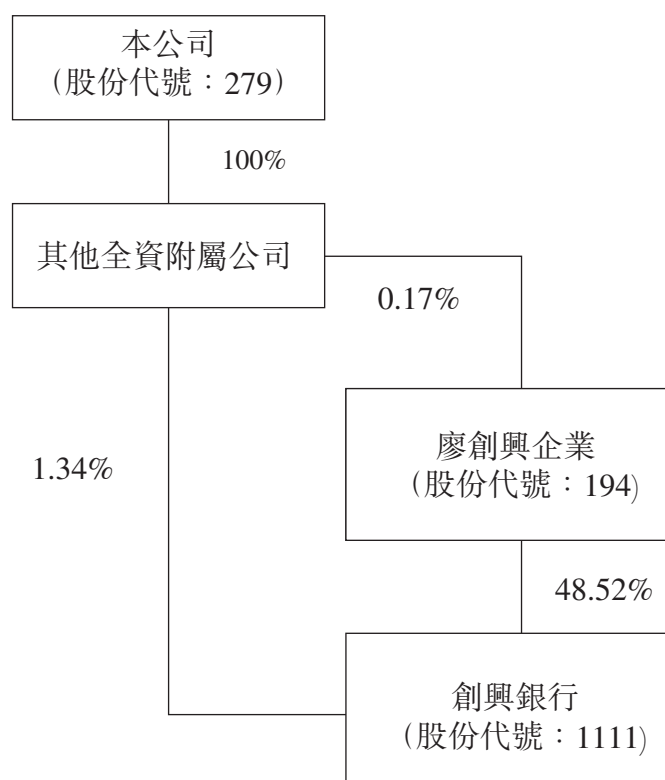 本公司
（股份代號：279）
100%
其他全資附屬公司
0.17%
1.34%
廖創興企業
（股份代號：194）
48.52%
創興銀行
（股份代號：1111）